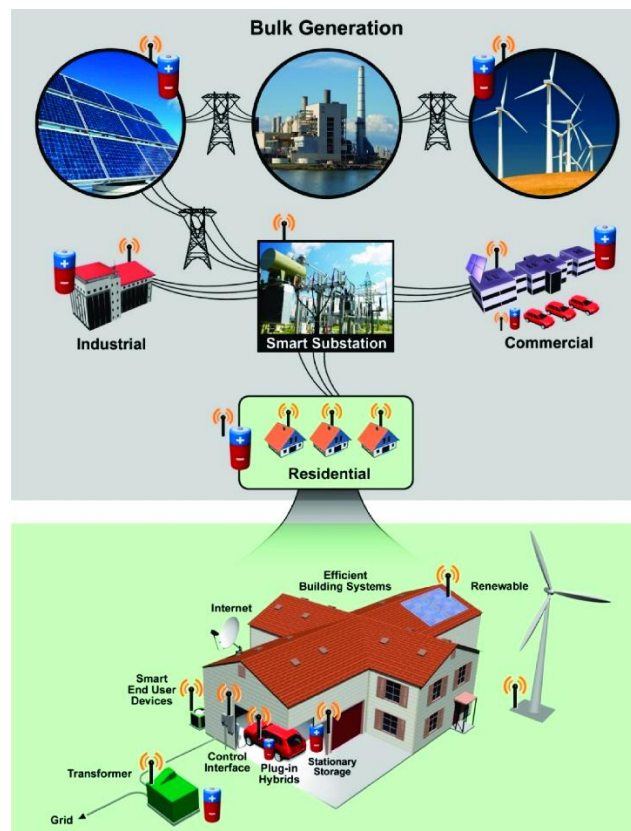 Bulk Generation
Industrial
Smart Substation
Commercial
Residential
Efficient
Building Systems
Renewable
Internet
Smart
End User
Devices
Control
Interface
Plug-in
Hybrids
Stationary
Storage
Transformer
Grid